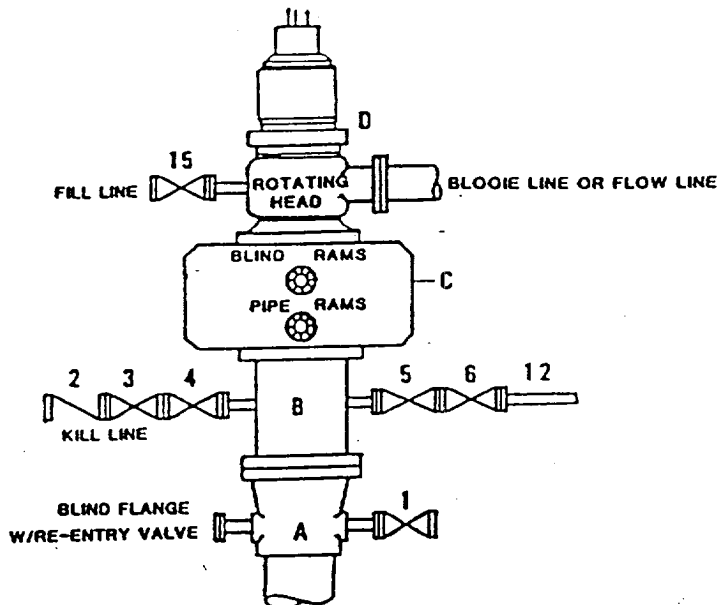 D
15
FILL LINE
ROTATING
HEAD
BLOOIE LINE OR FLOW LINE
BLIND RAMS
C
PIPE RAMS
2 3 4
5 6 12
B
KILL LINE
BLIND FLANGE
W/RE-ENTRY VALVE
A
1